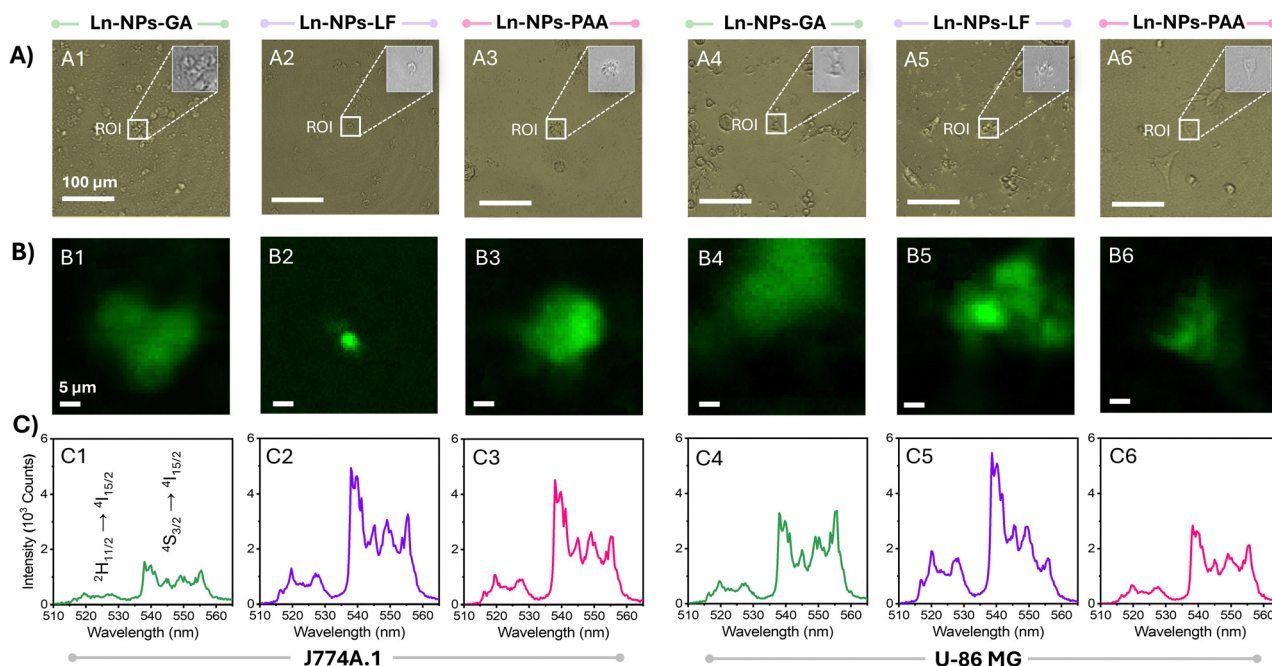 Ln-NPs-GA Ln-NPs-LF Ln-NPs-PAA Ln-NPs-GA Ln-NPs-LF Ln-NPs-PAA
A)
A1 A2 A3 A4 A5 A6
ROI ROI ROI ROI ROI ROI
100 µm
B)
B1 B2 B3 B4 B5 B6
5 µm
C)
C1 C2 C3 C4 C5 C6
²H₁₁/₂ → ⁴I₁₅/₂
⁴S₃/₂ → ⁴I₁₅/₂
Intensity (10³ Counts)
6 6 6 6 6 6
4 4 4 4 4 4
2 2 2 2 2 2
0 0 0 0 0 0
510 520 530 540 550 560 510 520 530 540 550 560 510 520 530 540 550 560 510 520 530 540 550 560 510 520 530 540 550 560 510 520 530 540 550 560
Wavelength (nm) Wavelength (nm) Wavelength (nm) Wavelength (nm) Wavelength (nm) Wavelength (nm)
J774A.1 U-86 MG